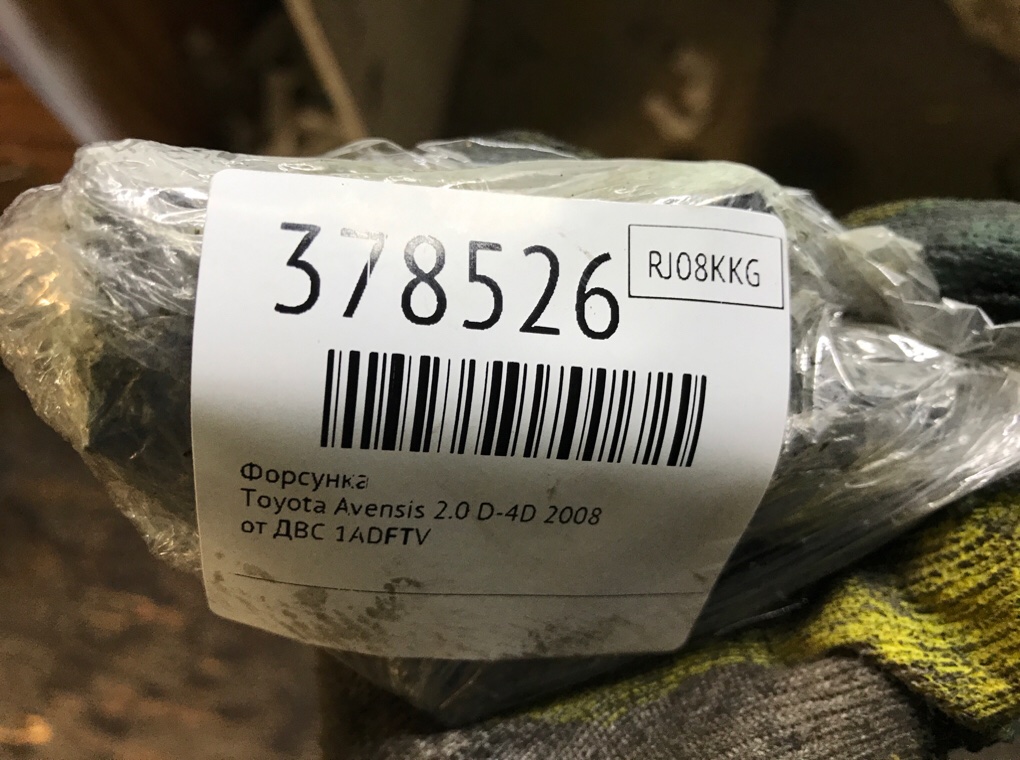 378526
RJ08KKG
Форсунка
Toyota Avensis 2.0 D-4D 2008
от ДВС 1ADFTV